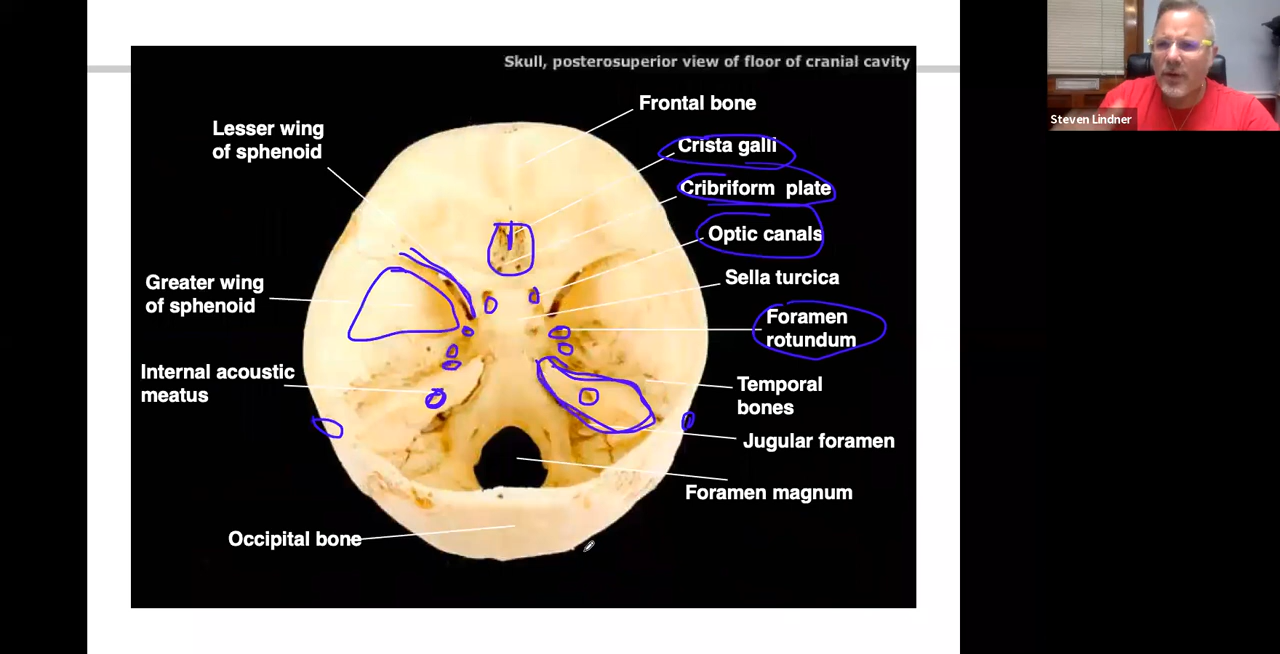 Skull, posterosuperior view of floor of cranial cavity
Steven Lindner
Frontal bone
Lesser wing
of sphenoid
Crista galli
Cribriform plate
Optic canals
Sella turcica
Greater wing
of sphenoid
Foramen
rotundum
Internal acoustic
meatus
Temporal
bones
Jugular foramen
Foramen magnum
Occipital bone